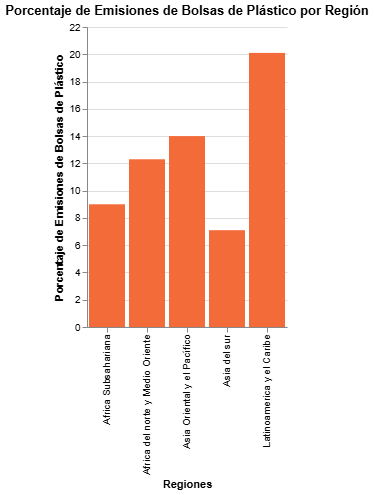 Porcentaje de Emisiones de Bolsas de Plástico por Región
Porcentaje de Emisiones de Bolsas de Plástico
22
20
18
16
14
12
10
8
6
4
2
0
Africa Subsahariana
Africa del norte y Medio Oriente
Asia Oriental y el Pacífico
Asia del sur
Latinoamerica y el Caribe
Regiones